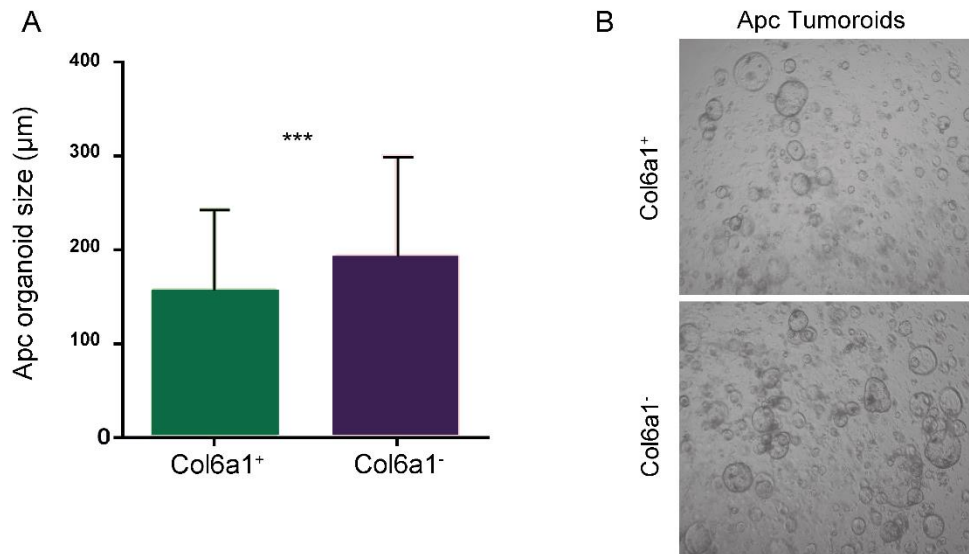 A
Apc organoid size (µm)
400
300
200
100
0
***
Col6a1⁺
Col6a1⁻
B
Apc Tumoroids
Col6a1⁺
Col6a1⁻